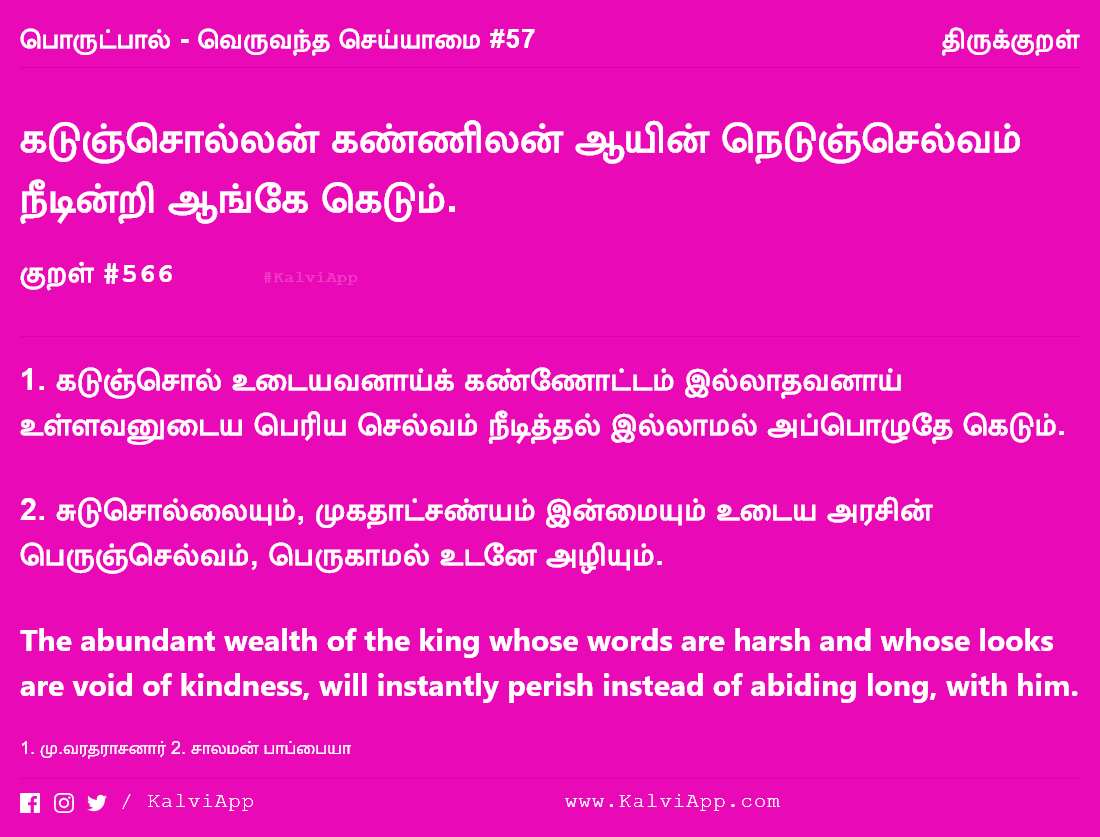 பொருட்பால் - வெருவந்த செய்யாமை #57 திருக்குறள்
கடுஞ்சொல்லன் கண்ணிலன் ஆயின் நெடுஞ்செல்வம்
நீடின்றி ஆங்கே கெடும்.
குறள் #566 #KalviApp
1. கடுஞ்சொல் உடையவனாய்க் கண்ணோட்டம் இல்லாதவனாய்
உள்ளவனுடைய பெரிய செல்வம் நீடித்தல் இல்லாமல் அப்பொழுதே கெடும்.
2. சுடுசொல்லையும், முகதாட்சண்யம் இன்மையும் உடைய அரசின்
பெருஞ்செல்வம், பெருகாமல் உடனே அழியும்.
The abundant wealth of the king whose words are harsh and whose looks
are void of kindness, will instantly perish instead of abiding long, with him.
1. மு.வரதராசனார் 2. சாலமன் பாப்பையா
/ KalviApp www.KalviApp.com